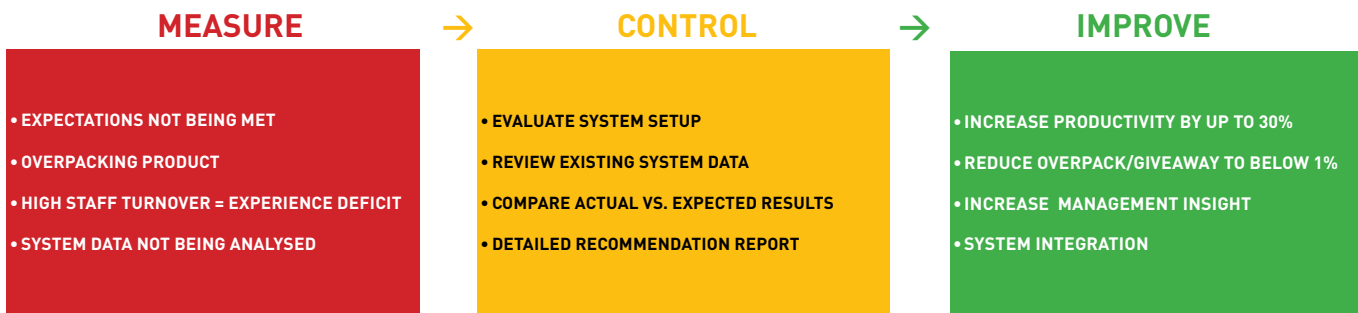 MEASURE → CONTROL → IMPROVE
• EXPECTATIONS NOT BEING MET
• OVERPACKING PRODUCT
• HIGH STAFF TURNOVER = EXPERIENCE DEFICIT
• SYSTEM DATA NOT BEING ANALYSED
• EVALUATE SYSTEM SETUP
• REVIEW EXISTING SYSTEM DATA
• COMPARE ACTUAL VS. EXPECTED RESULTS
• DETAILED RECOMMENDATION REPORT
• INCREASE PRODUCTIVITY BY UP TO 30%
• REDUCE OVERPACK/GIVEAWAY TO BELOW 1%
• INCREASE MANAGEMENT INSIGHT
• SYSTEM INTEGRATION